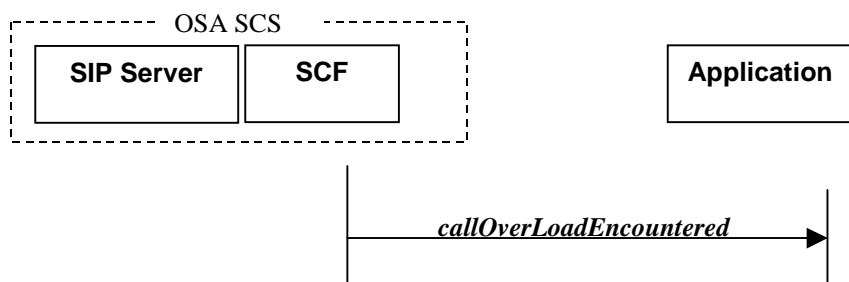 OSA SCS
SIP Server
SCF
Application
callOverLoadEncountered